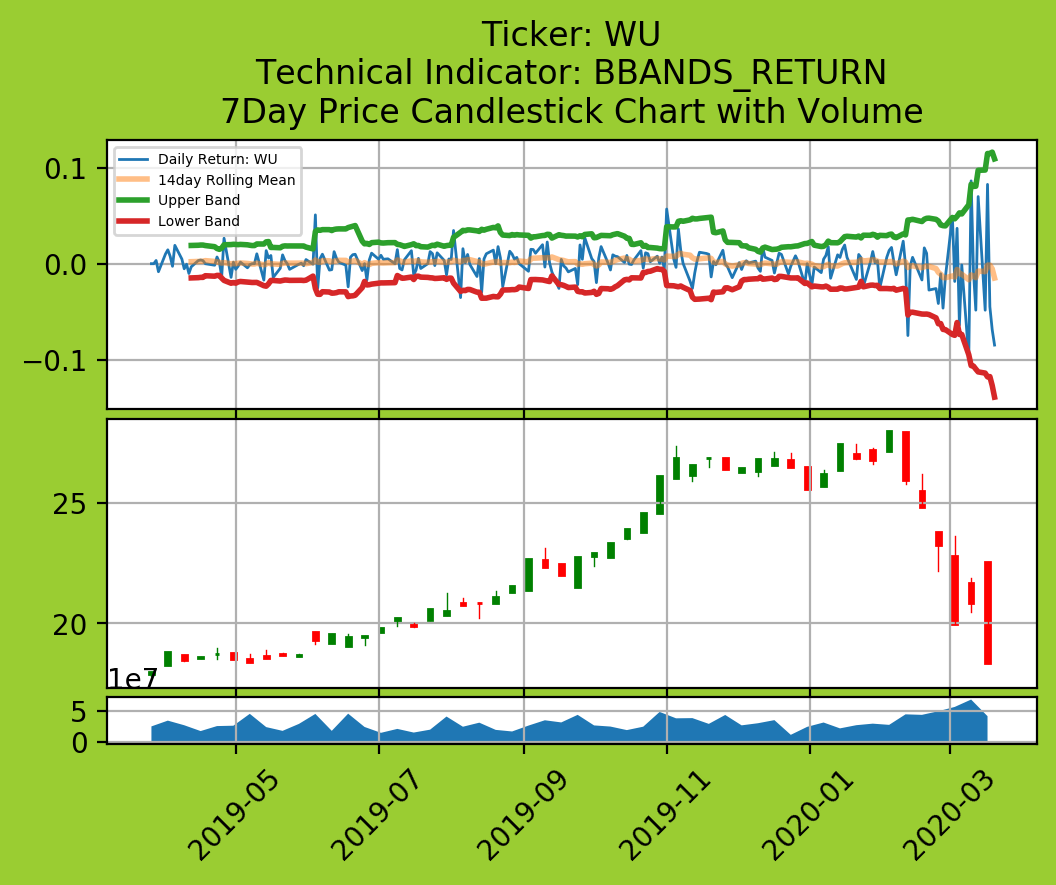 Ticker: WU
Technical Indicator: BBANDS_RETURN
7Day Price Candlestick Chart with Volume
Daily Return: WU
14day Rolling Mean
Upper Band
Lower Band
0.1
0.0
−0.1
25
20
1e7
5
0
2019-05
2019-07
2019-09
2019-11
2020-01
2020-03